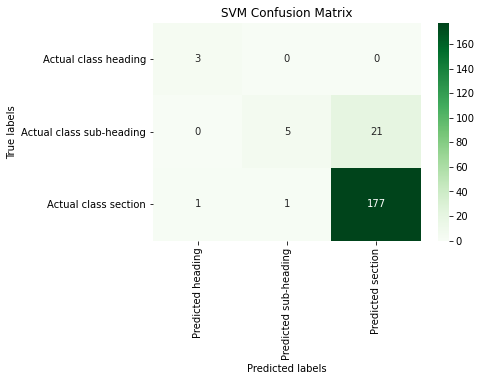 SVM Confusion Matrix
True labels
Actual class heading
3 0 0
Actual class sub-heading
0 5 21
Actual class section
1 1 177
Predicted heading
Predicted sub-heading
Predicted section
Predicted labels
160
140
120
100
80
60
40
20
0